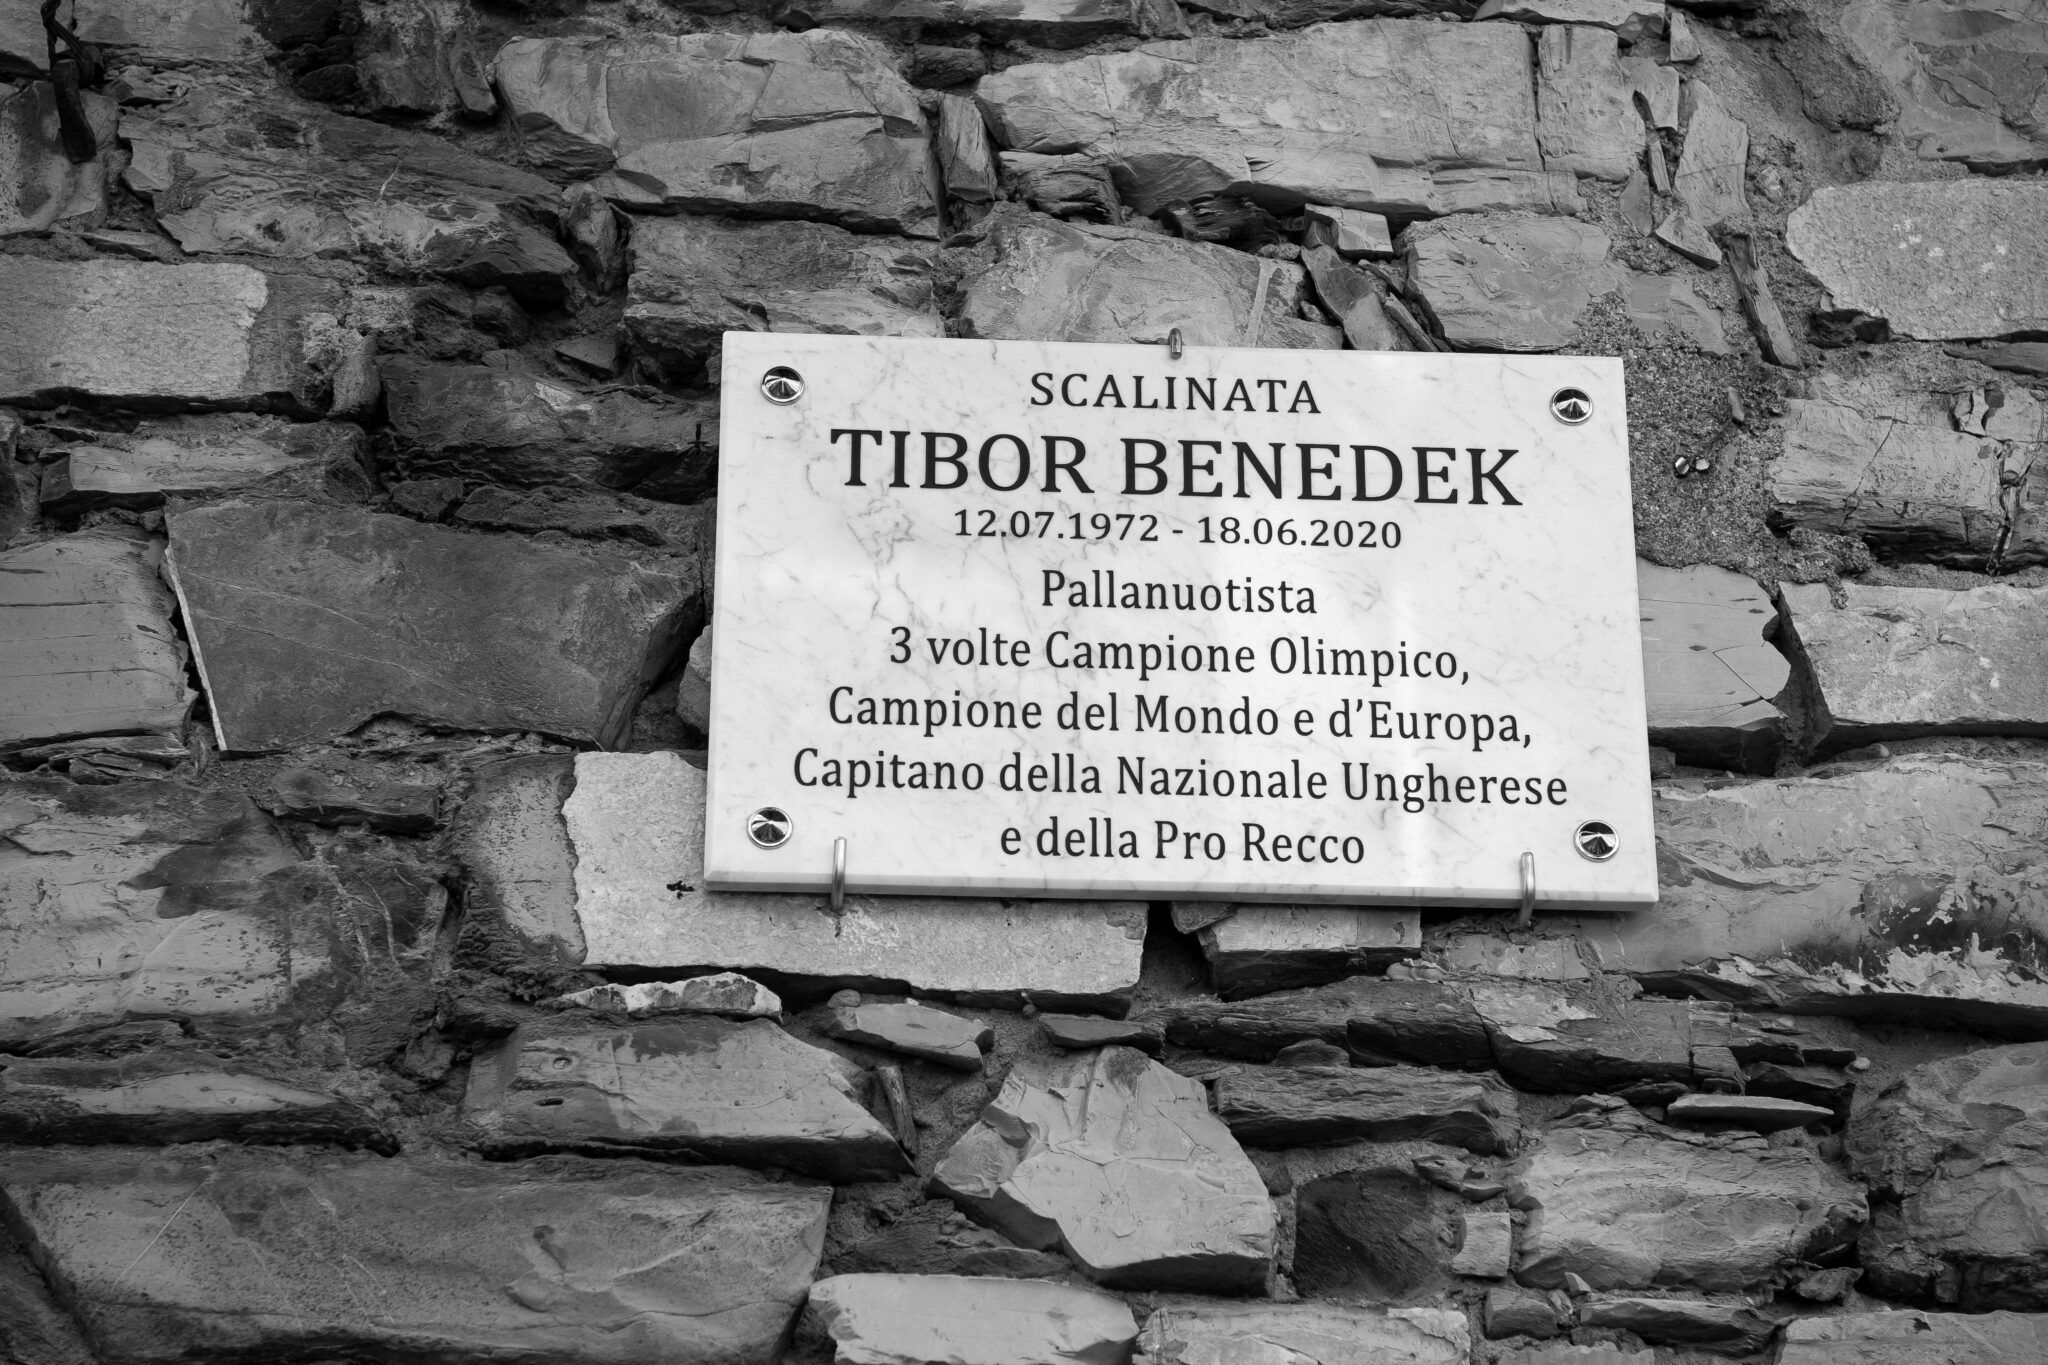 SCALINATA
TIBOR BENEDEK
12.07.1972 - 18.06.2020
Pallanuotista
3 volte Campione Olimpico,
Campione del Mondo e d’Europa,
Capitano della Nazionale Ungherese
e della Pro Recco